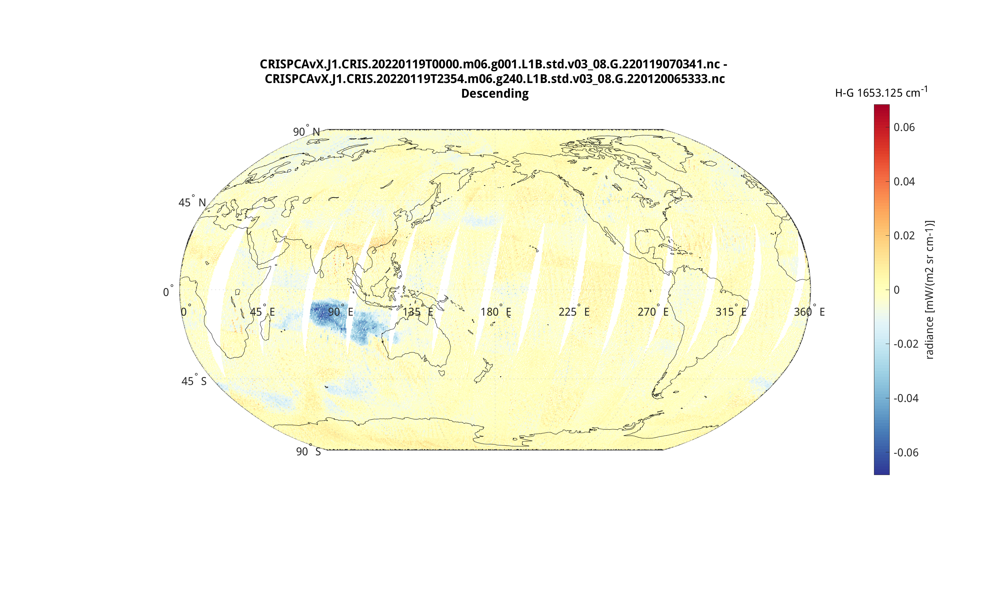 CRISPCAvX.J1.CRIS.20220119T0000.m06.g001.L1B.std.v03_08.G.220119070341.nc -
CRISPCAvX.J1.CRIS.20220119T2354.m06.g240.L1B.std.v03_08.G.220120065333.nc
Descending
H-G 1653.125 cm-1
90° N
45° N
0°
0°
45° E
90° E
135° E
180° E
225° E
270° E
315° E
360° E
45° S
90° S
0.06
0.04
0.02
0
-0.02
-0.04
-0.06
radiance [mW/(m2 sr cm-1)]